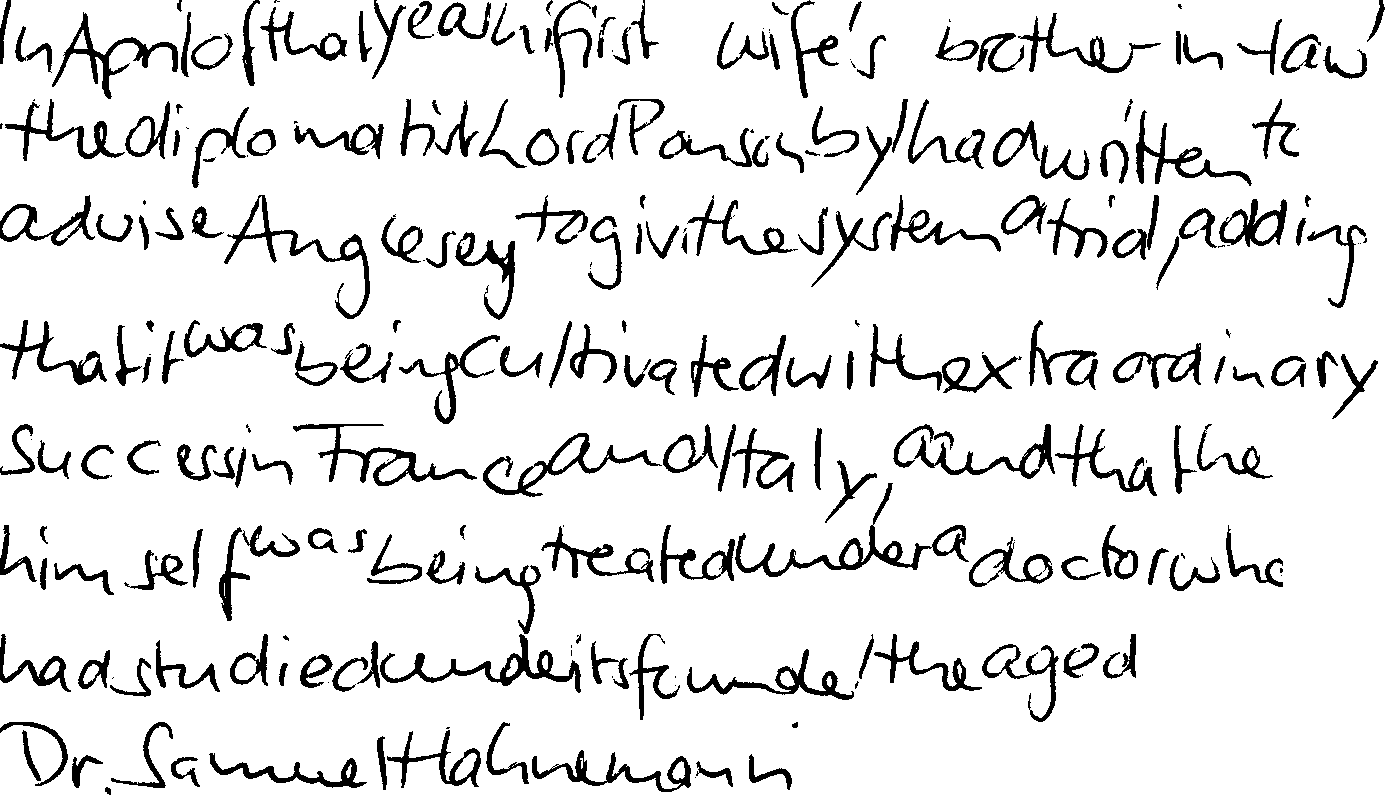 In April of that year his first wife's brother-in-law
the diplomatist Lord Ponsonby had written to
advise Anglesey to give the system a trial, adding
that it was being cultivated with extraordinary
success in France and Italy, aand that he
himself was being treated under a doctor who
had studied under its founder the aged
Dr. Samuel Hahnemann